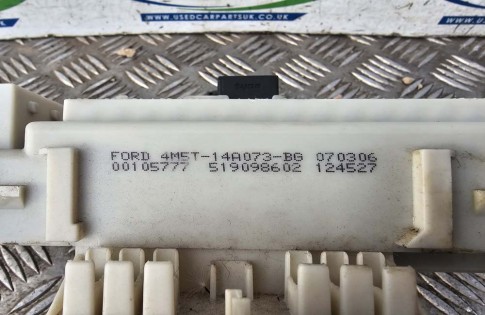 WWW.USEDCARPARTSUK.CO.UK
FORD 4M5T-14A073-BG 070306
00105777 519098602 124527